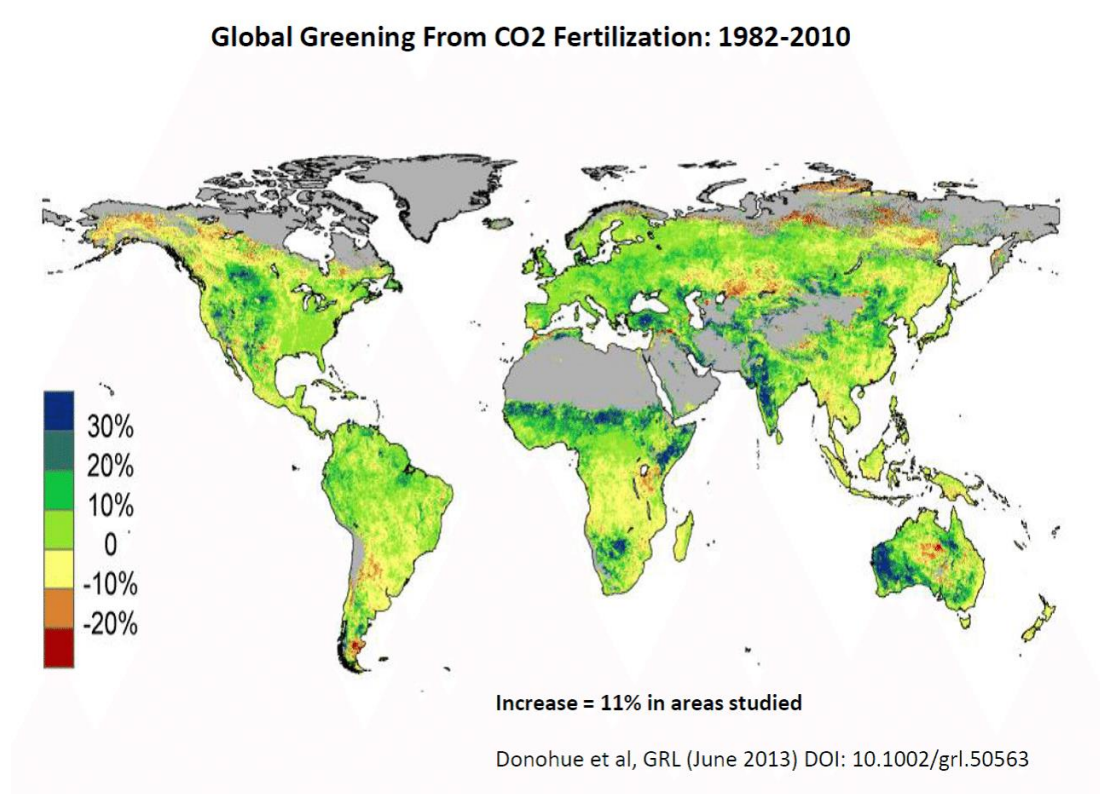 Global Greening From CO2 Fertilization: 1982-2010
30%
20%
10%
0
-10%
-20%
Increase = 11% in areas studied
Donohue et al, GRL (June 2013) DOI: 10.1002/grl.50563